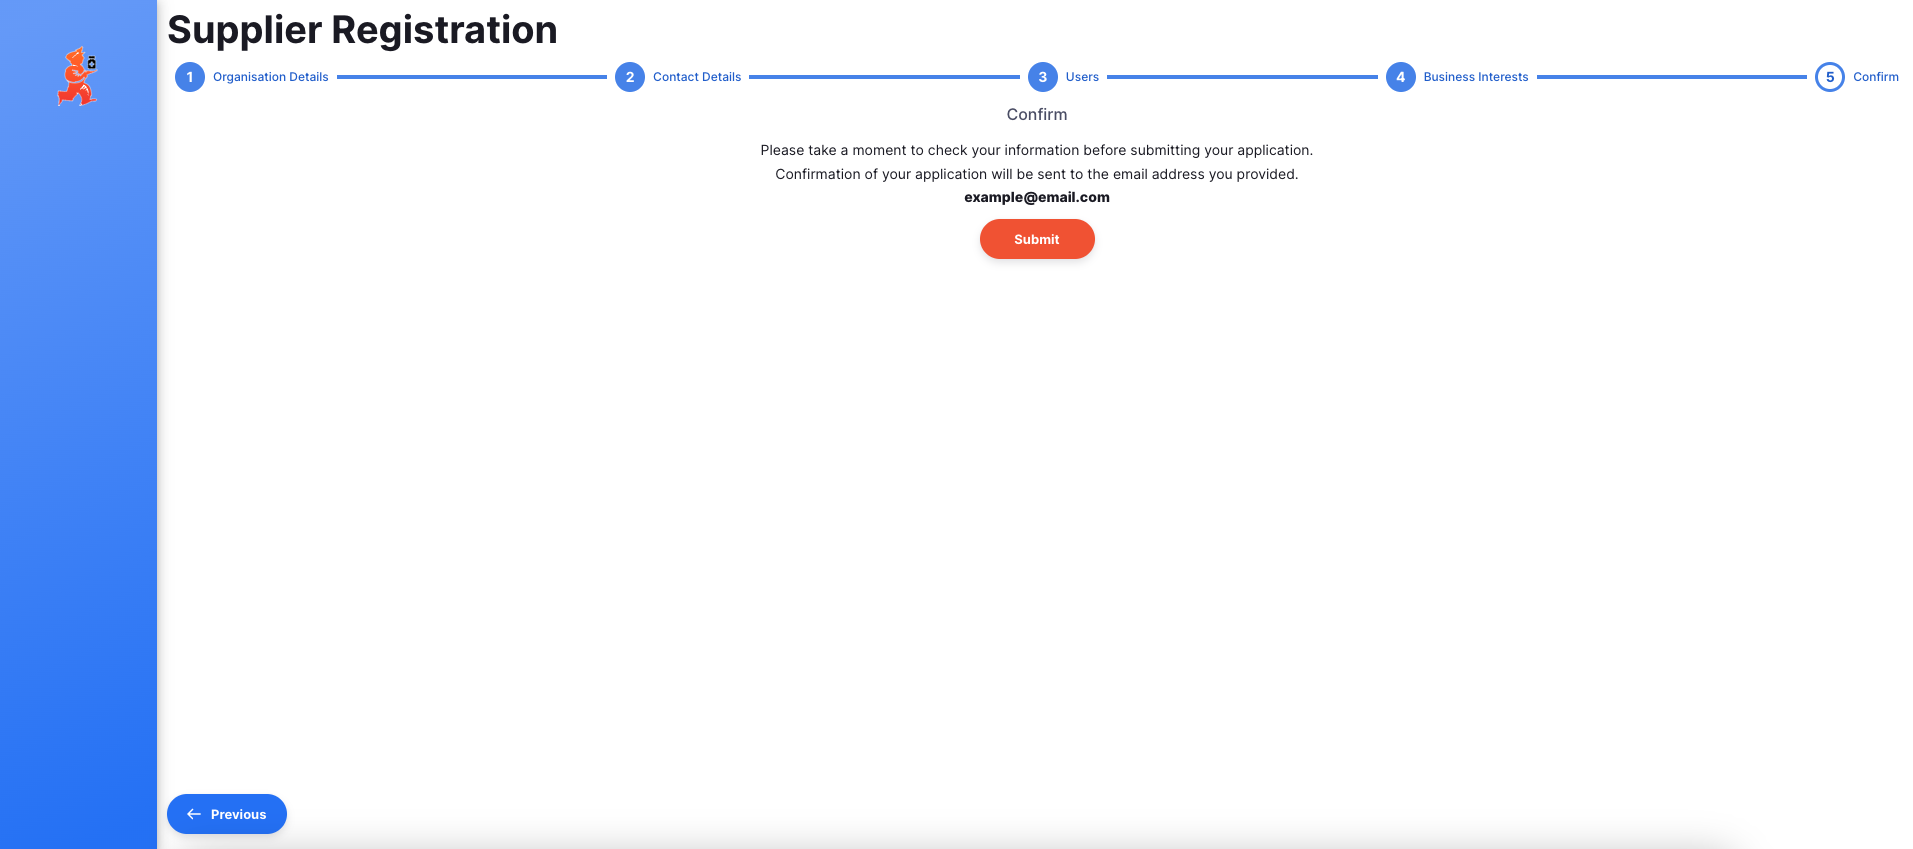 Supplier Registration
1 Organisation Details 2 Contact Details 3 Users 4 Business Interests 5 Confirm
Confirm
Please take a moment to check your information before submitting your application.
Confirmation of your application will be sent to the email address you provided.
example@email.com
Submit
Previous